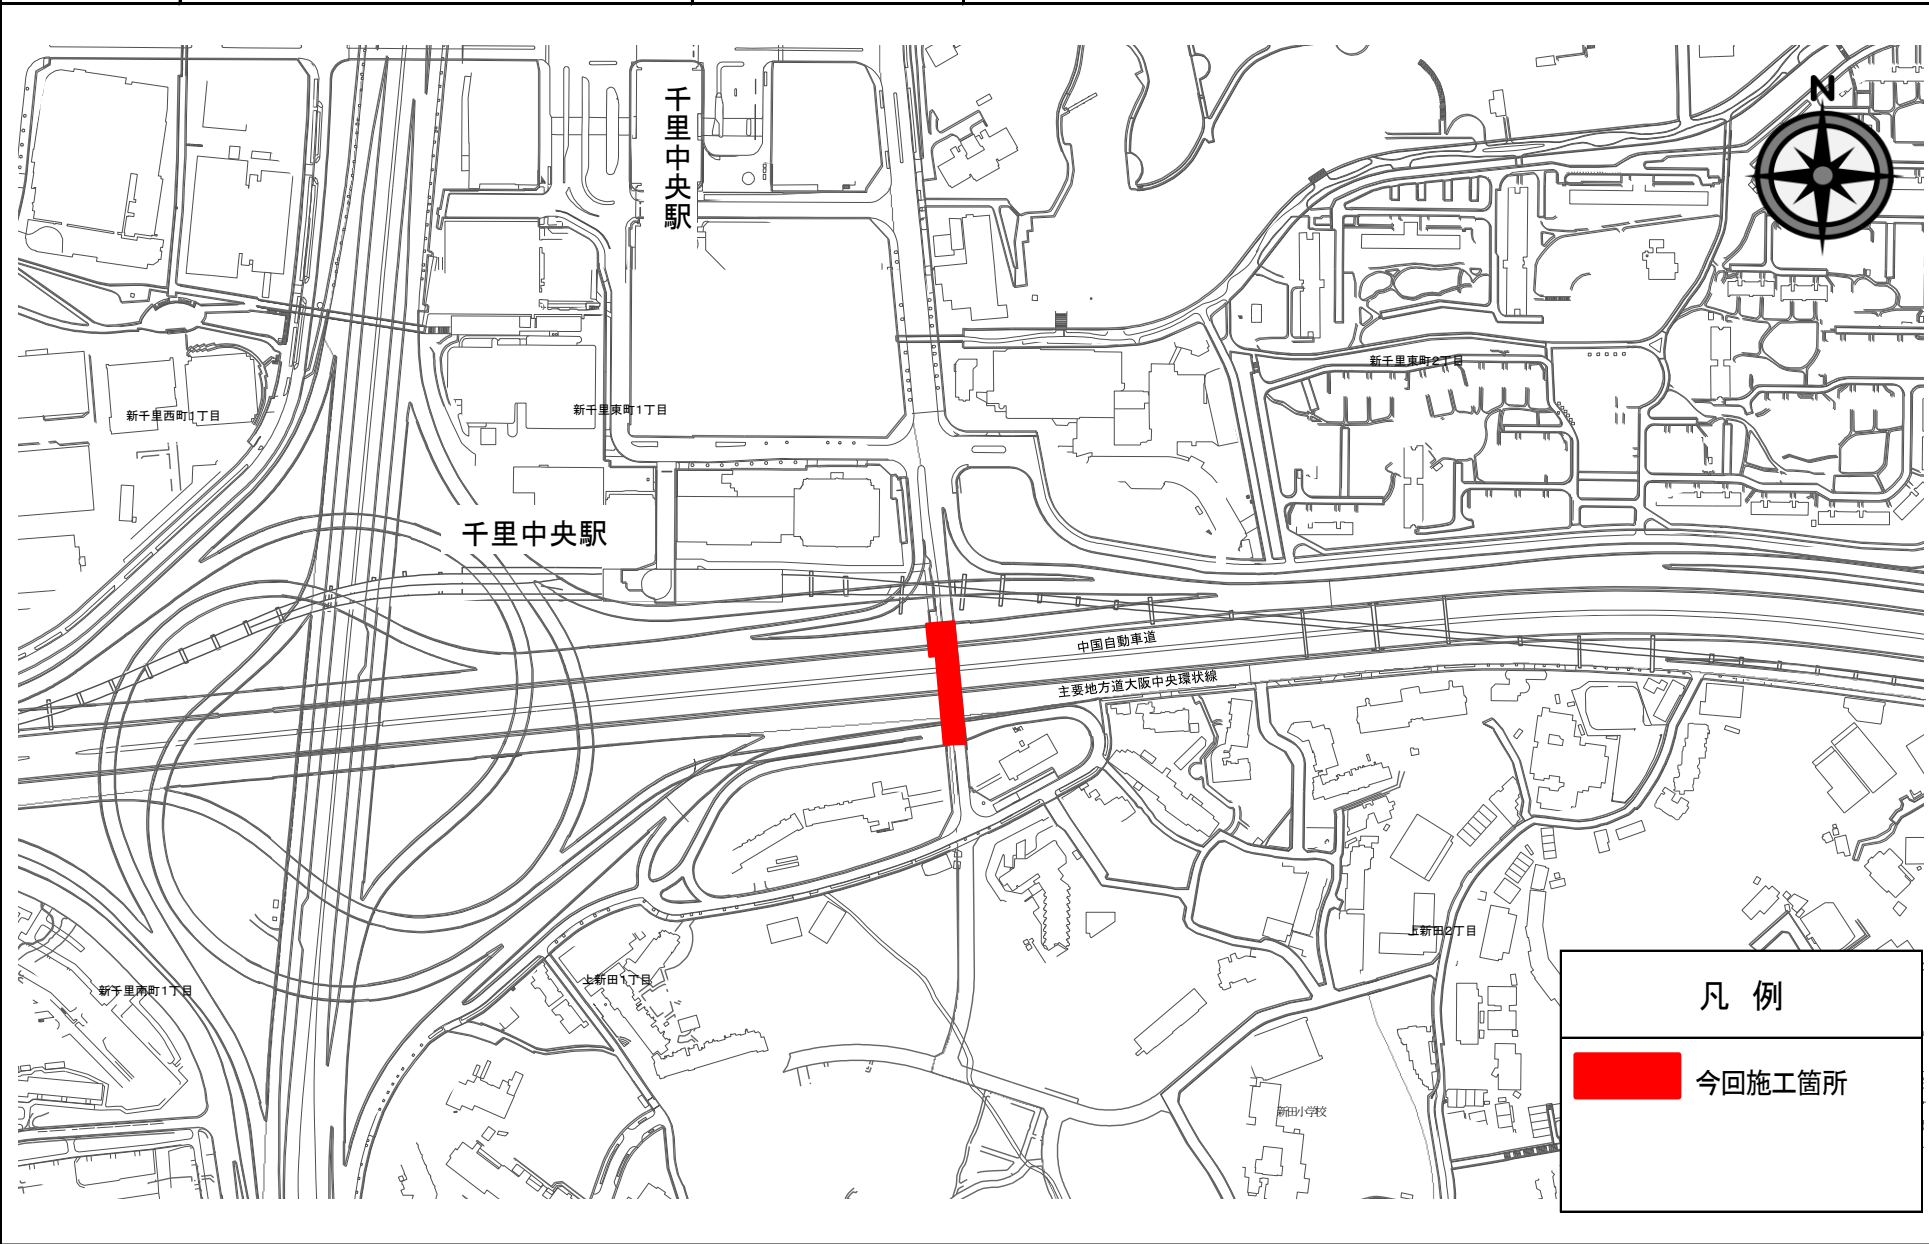 N
千里中央駅
新千里東町2丁目
新千里西町1丁目
新千里東町1丁目
千里中央駅
中国自動車道
主要地方道大阪中央環状線
上新田2丁目
上新田1丁目
新千里南町1丁目
新田小学校
凡 例
今回施工箇所